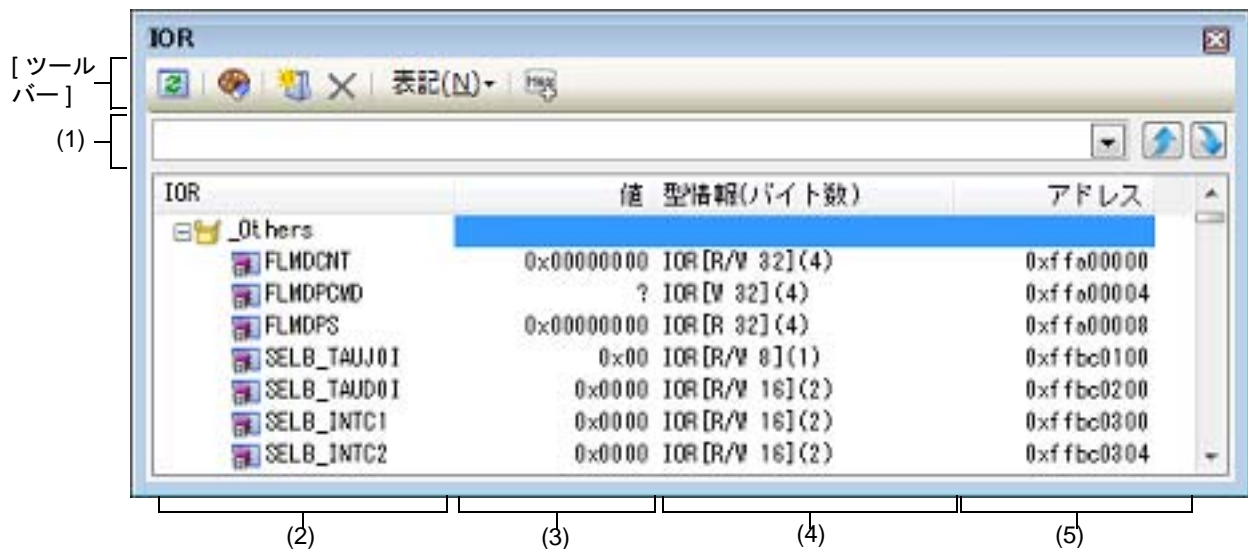 IOR
[ ツール
バー ]
表記(N)
Hex
(1)
IOR 値 型情報(バイト数) アドレス
_Others
FLMDCNT 0x00000000 IOR[R/W 32](4) 0xffa00000
FLMDPCMD ? IOR[W 32](4) 0xffa00004
FLMDPS 0x00000000 IOR[R 32](4) 0xffa00008
SELB_TAUJ0I 0x00 IOR[R/W 8](1) 0xffbc0100
SELB_TAUD0I 0x0000 IOR[R/W 16](2) 0xffbc0200
SELB_INTC1 0x0000 IOR[R/W 16](2) 0xffbc0300
SELB_INTC2 0x0000 IOR[R/W 16](2) 0xffbc0304
(2) (3) (4) (5)